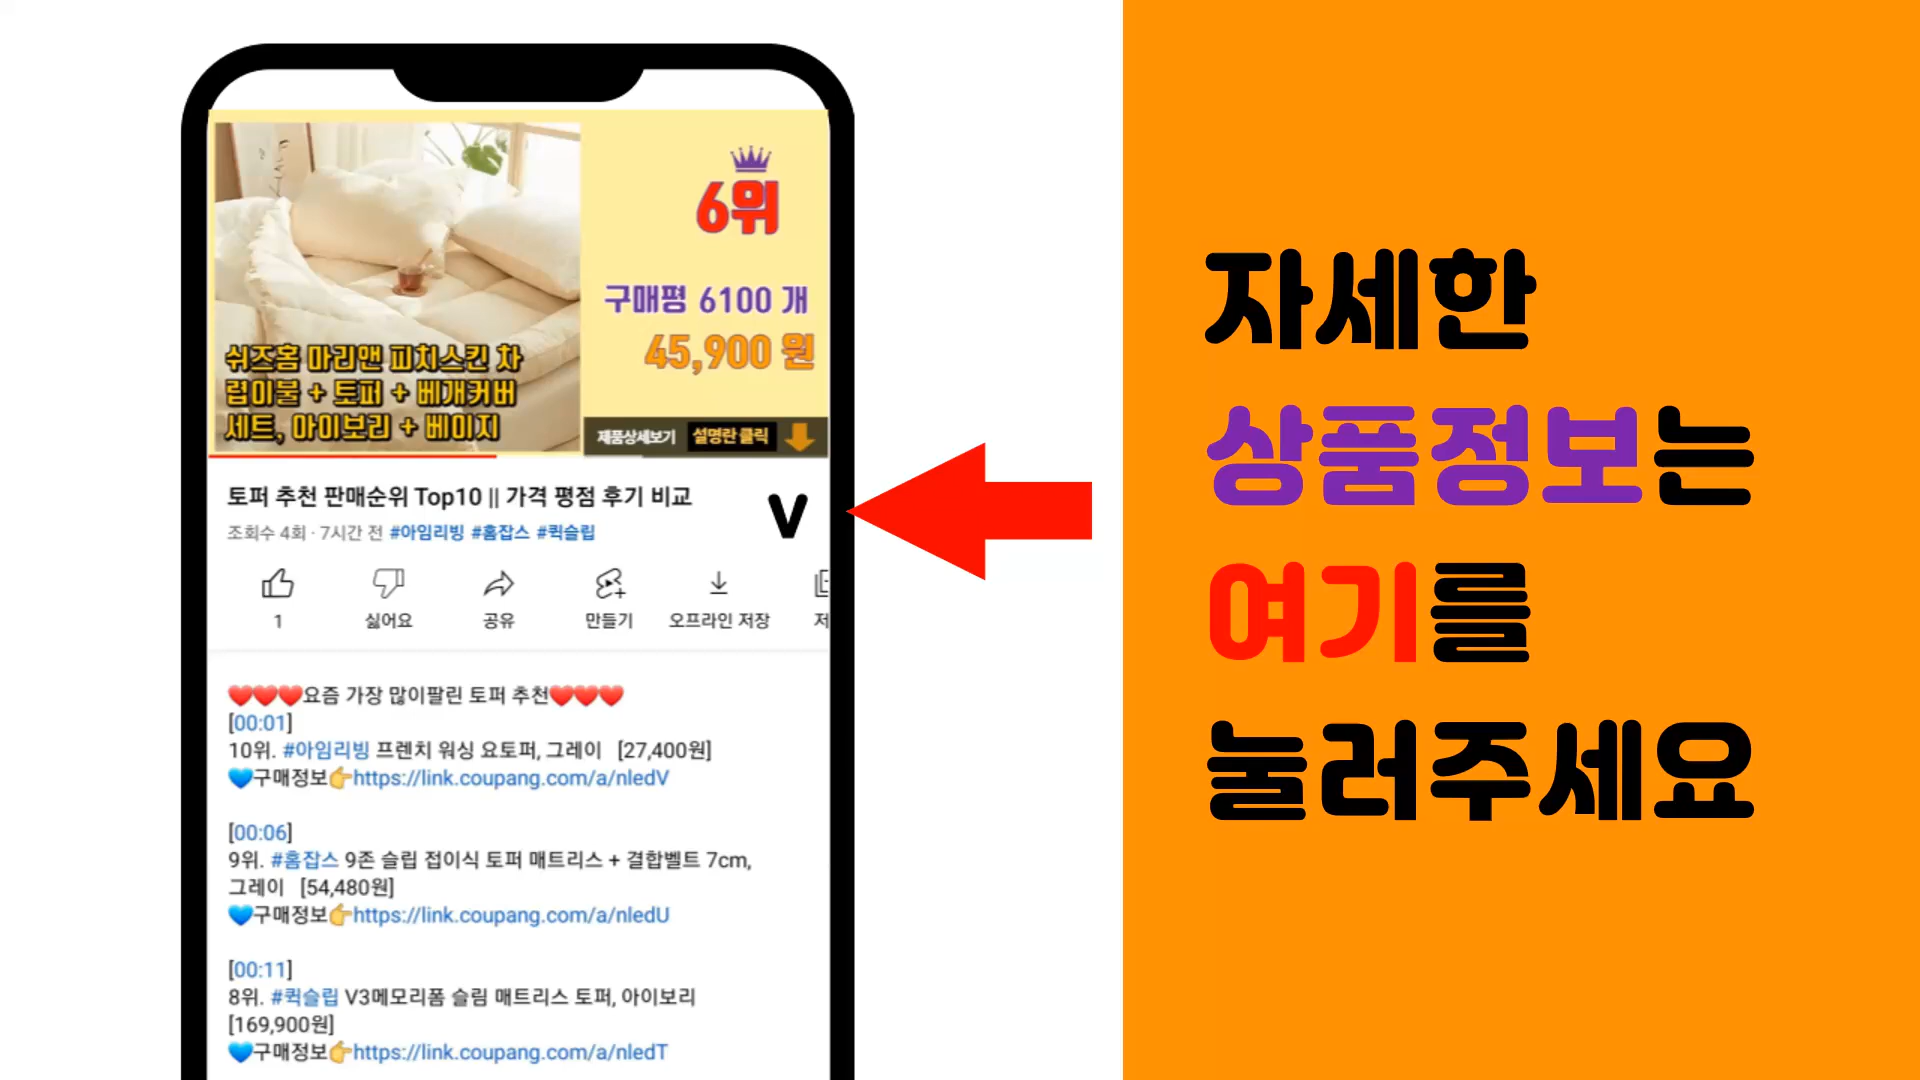 6위
구매평 6100 개
45,900 원
쉬즈홈 마리앤 피치스킨 차
렵이불 + 토퍼 + 베개커버
세트, 아이보리 + 베이지
제품상세보기 설명란 클릭
토퍼 추천 판매순위 Top10 || 가격 평점 후기 비교
V
조회수 4회 · 7시간 전 #아임리빙 #홈잡스 #퀵슬립
1 싫어요 공유 만들기 오프라인 저장 저
❤️❤️❤️요즘 가장 많이팔린 토퍼 추천❤️❤️❤️
[00:01]
10위. #아임리빙 프렌치 워싱 요토퍼, 그레이 [27,400원]
💙구매정보👉https://link.coupang.com/a/nledV
[00:06]
9위. #홈잡스 9존 슬립 접이식 토퍼 매트리스 + 결합벨트 7cm,
그레이 [54,480원]
💙구매정보👉https://link.coupang.com/a/nledU
[00:11]
8위. #퀵슬립 V3메모리폼 슬림 매트리스 토퍼, 아이보리
[169,900원]
💙구매정보👉https://link.coupang.com/a/nledT
자세한
상품정보는
여기를
눌러주세요